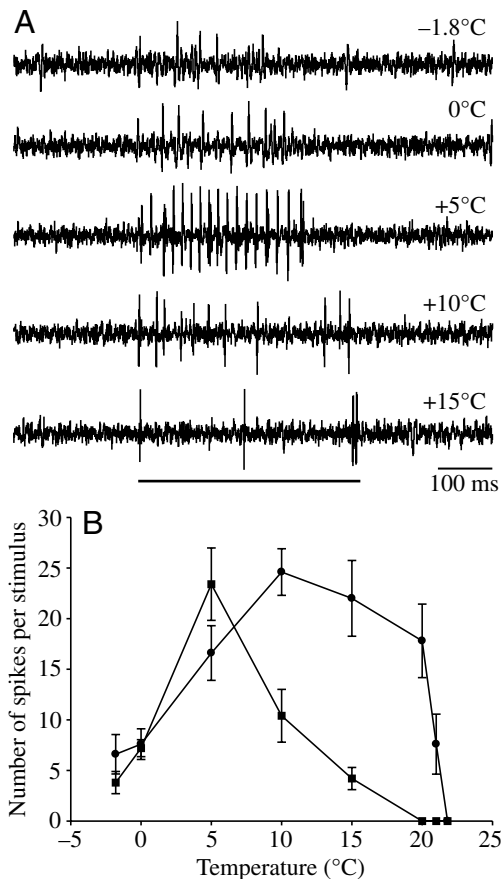 A
–1.8°C
0°C
+5°C
+10°C
+15°C
100 ms
B
Number of spikes per stimulus
30
25
20
15
10
5
0
–5 0 5 10 15 20 25
Temperature (°C)